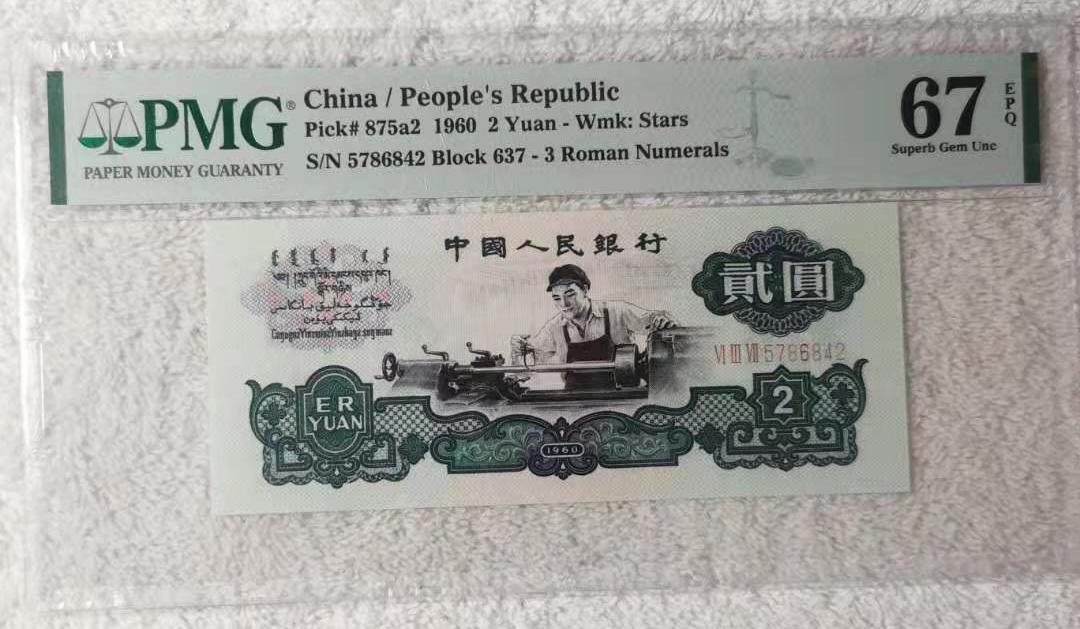 PMG®
PAPER MONEY GUARANTY
China / People's Republic
Pick# 875a2 1960 2 Yuan - Wmk: Stars
S/N 5786842 Block 637 - 3 Roman Numerals
67 EPQ
Superb Gem Unc
中國人民銀行
貳圓
VI III VII 5786842
ER
YUAN
2
1960